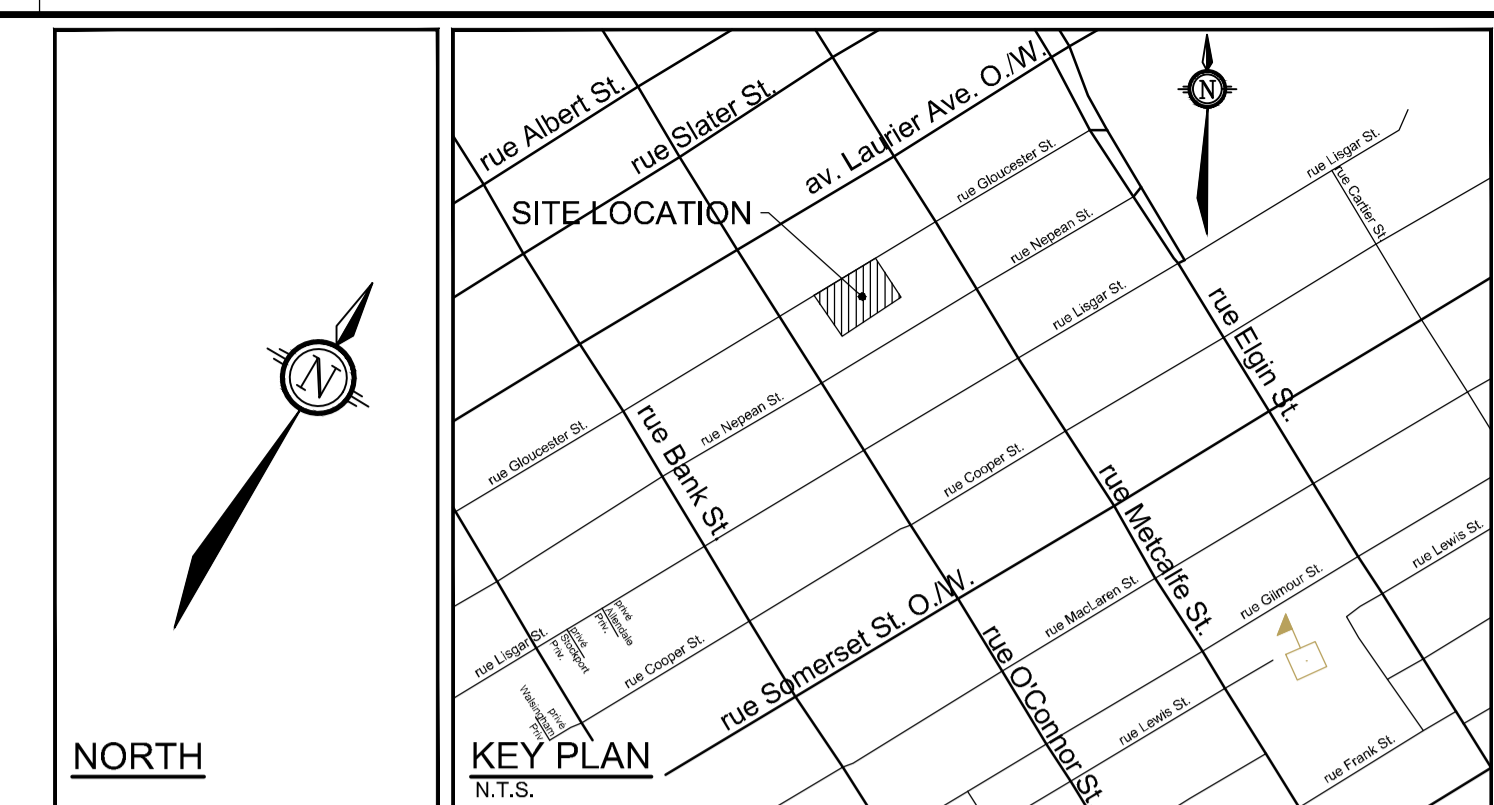 N
NORTH
N
rue Albert St.
rue Slater St.
av. Laurier Ave. O./W.
rue Gloucester St.
rue Lisgar St.
rue Cartier St.
SITE LOCATION
rue Nepean St.
rue Lisgar St.
rue Elgin St.
rue Gloucester St.
rue Bank St.
rue Nepean St.
rue Cooper St.
rue Metcalfe St.
rue Lewis St.
rue Somerset St. O./W.
rue MacLaren St.
rue Gilmour St.
rue Lisgar St.
privé
Stockport
Priv.
privé
Allendale
Priv.
rue Cooper St.
rue O'Connor St.
privé
Walsingham
Priv.
rue Lewis St.
rue Frank St.
KEY PLAN
N.T.S.